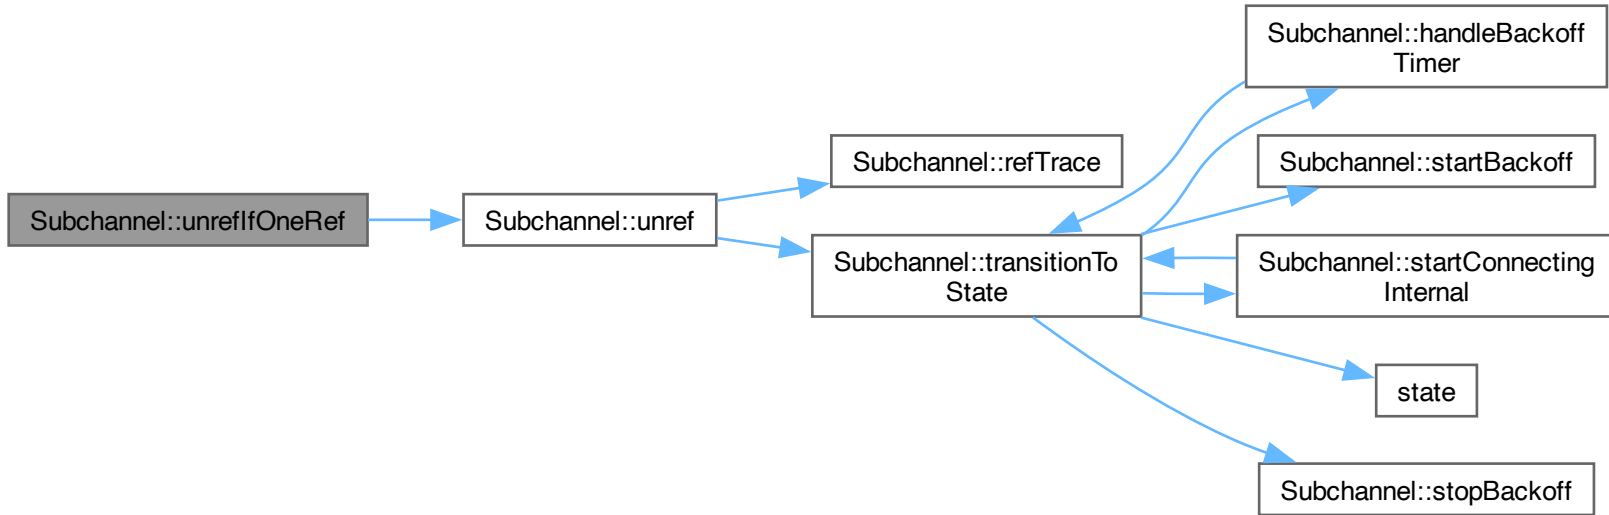 Subchannel::unrefIfOneRef
Subchannel::unref
Subchannel::refTrace
Subchannel::transitionTo
State
Subchannel::handleBackoff
Timer
Subchannel::startBackoff
Subchannel::startConnecting
Internal
state
Subchannel::stopBackoff